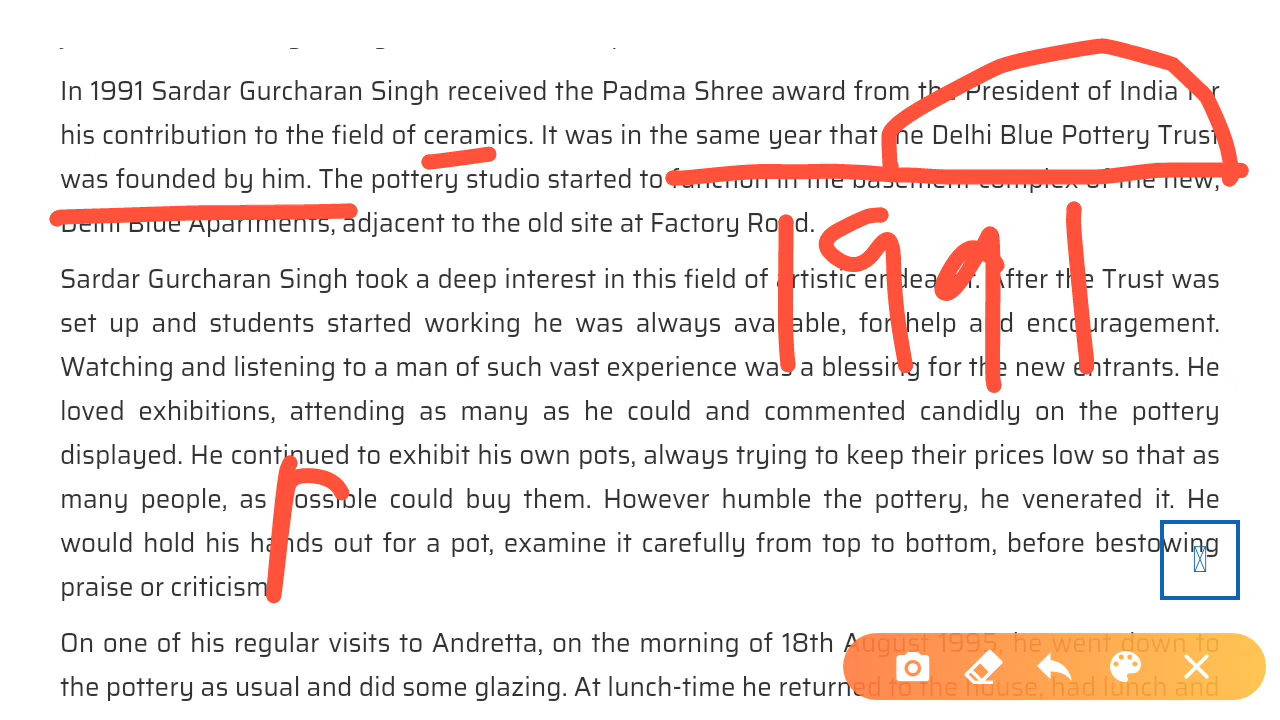 In 1991 Sardar Gurcharan Singh received the Padma Shree award from the President of India for
his contribution to the field of ceramics. It was in the same year that the Delhi Blue Pottery Trust
was founded by him. The pottery studio started to function in the basement complex of the new,
Delhi Blue Apartments, adjacent to the old site at Factory Road.
1991
Sardar Gurcharan Singh took a deep interest in this field of artistic endeavor. After the Trust was
set up and students started working he was always available, for help and encouragement.
Watching and listening to a man of such vast experience was a blessing for the new entrants. He
loved exhibitions, attending as many as he could and commented candidly on the pottery
displayed. He continued to exhibit his own pots, always trying to keep their prices low so that as
many people, as possible could buy them. However humble the pottery, he venerated it. He
would hold his hands out for a pot, examine it carefully from top to bottom, before bestowing
praise or criticism
On one of his regular visits to Andretta, on the morning of 18th August 1995, he went down to
the pottery as usual and did some glazing. At lunch-time he returned to the house, had lunch and